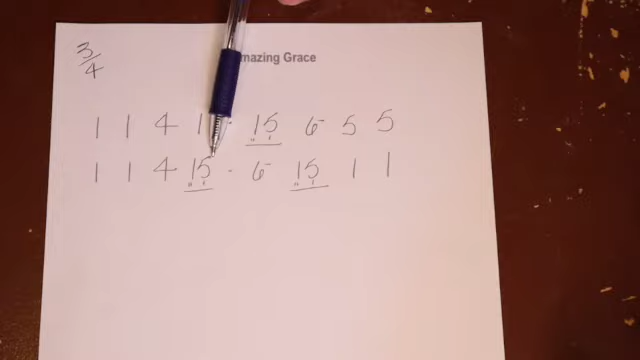 3/4
mazing Grace
1 1 4 1 · 15 6- 5 5
1 1 4 15 · 6- 15 1 1